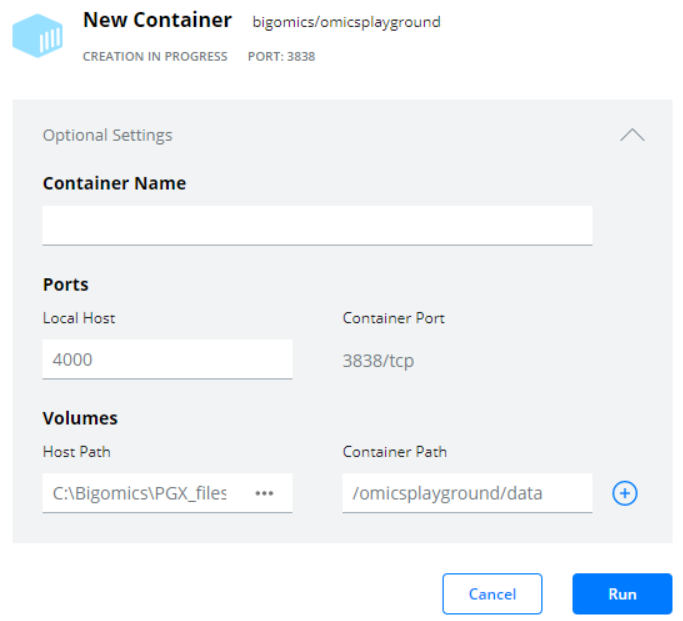 New Container bigomics/omicsplayground
CREATION IN PROGRESS PORT: 3838
Optional Settings
Container Name
Ports
Local Host Container Port
4000 3838/tcp
Volumes
Host Path Container Path
C:\Bigomics\PGX_files ••• /omicsplayground/data
Cancel Run